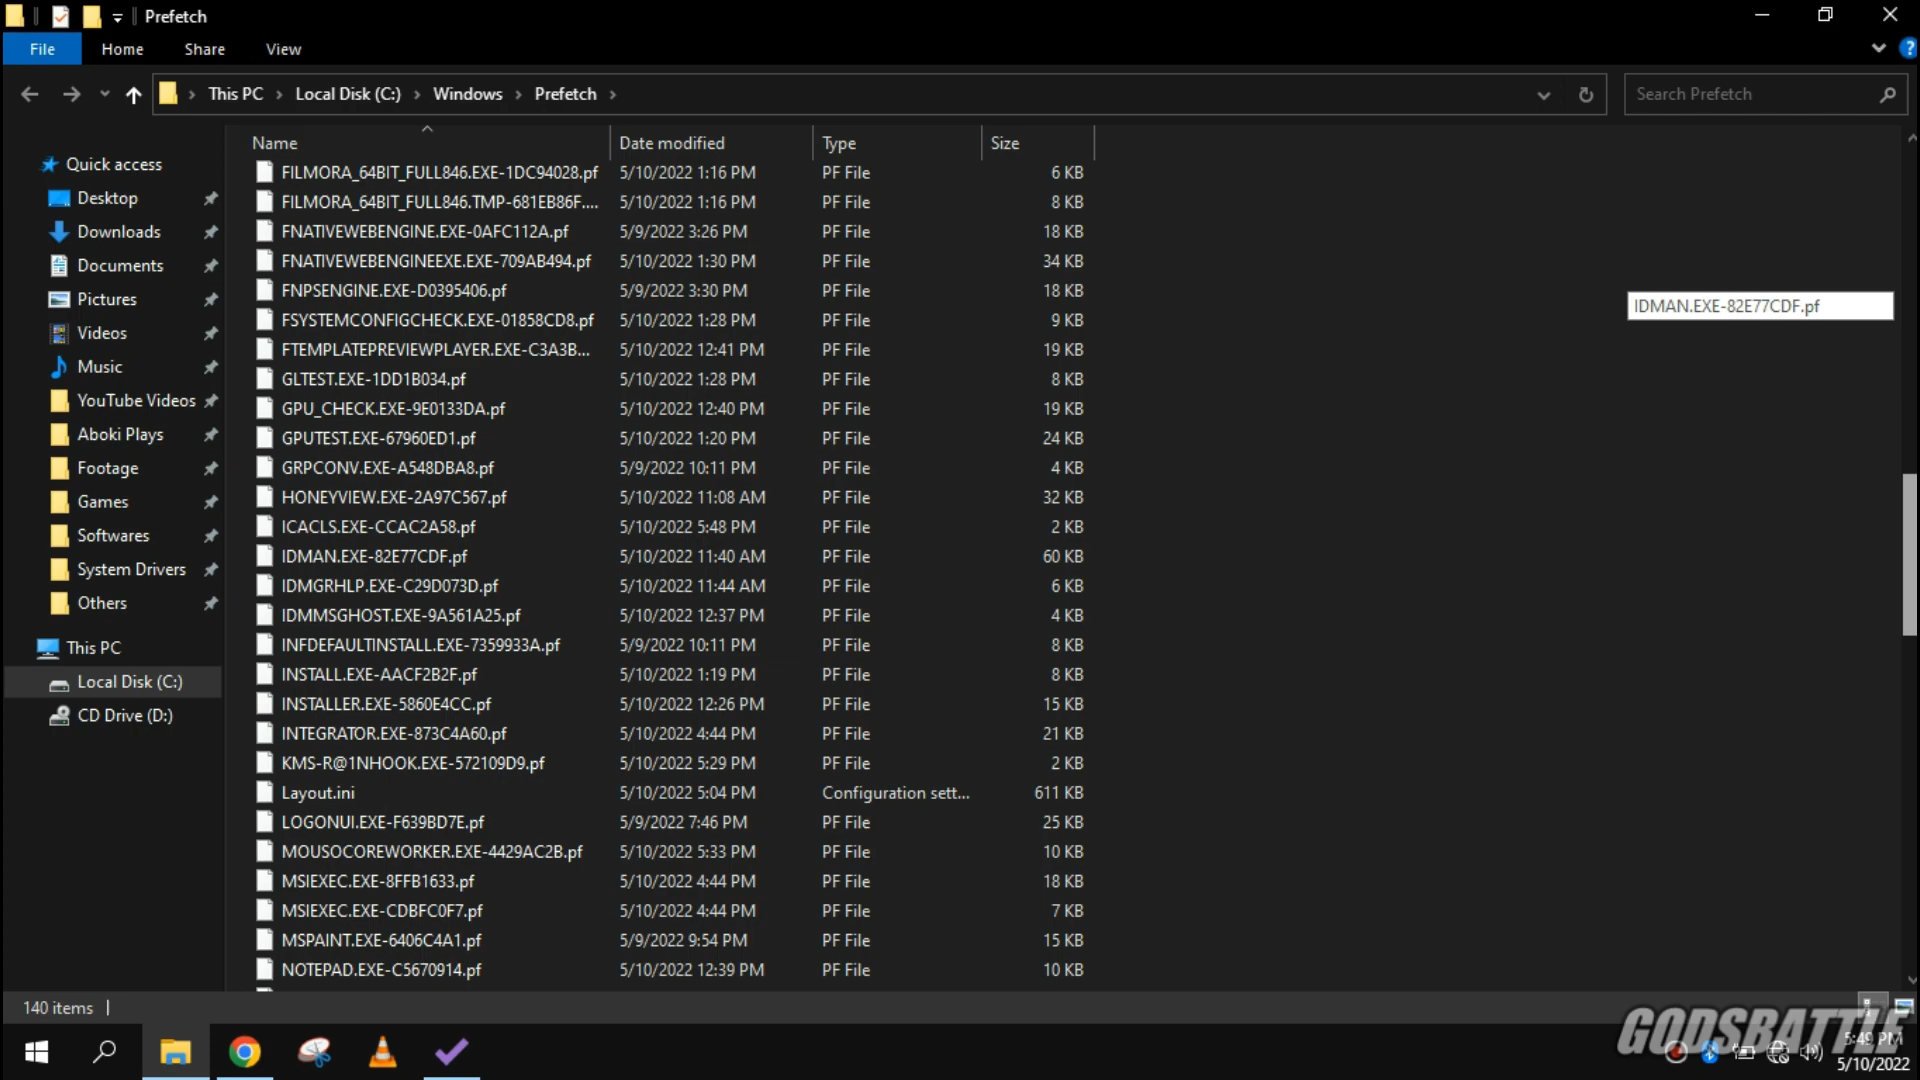 Prefetch
File Home Share View
This PC Local Disk (C:) Windows Prefetch
Search Prefetch
Name Date modified Type Size
Quick access
Desktop
Downloads
Documents
Pictures
Videos
Music
YouTube Videos
Aboki Plays
Footage
Games
Softwares
System Drivers
Others
This PC
Local Disk (C:)
CD Drive (D:)
FILMORA_64BIT_FULL846.EXE-1DC94028.pf 5/10/2022 1:16 PM PF File 6 KB
FILMORA_64BIT_FULL846.TMP-681EB86F.... 5/10/2022 1:16 PM PF File 8 KB
FNATIVEWEBENGINE.EXE-0AFC112A.pf 5/9/2022 3:26 PM PF File 18 KB
FNATIVEWEBENGINEEXE.EXE-709AB494.pf 5/10/2022 1:30 PM PF File 34 KB
FNPSENGINE.EXE-D0395406.pf 5/9/2022 3:30 PM PF File 18 KB
FSYSTEMCONFIGCHECK.EXE-01858CD8.pf 5/10/2022 1:28 PM PF File 9 KB
FTEMPLATEPREVIEWPLAYER.EXE-C3A3B... 5/10/2022 12:41 PM PF File 19 KB
GLTEST.EXE-1DD1B034.pf 5/10/2022 1:28 PM PF File 8 KB
GPU_CHECK.EXE-9E0133DA.pf 5/10/2022 12:40 PM PF File 19 KB
GPUTEST.EXE-67960ED1.pf 5/10/2022 1:20 PM PF File 24 KB
GRPCONV.EXE-A548DBA8.pf 5/9/2022 10:11 PM PF File 4 KB
HONEYVIEW.EXE-2A97C567.pf 5/10/2022 11:08 AM PF File 32 KB
ICACLS.EXE-CCAC2A58.pf 5/10/2022 5:48 PM PF File 2 KB
IDMAN.EXE-82E77CDF.pf 5/10/2022 11:40 AM PF File 60 KB
IDMGRHLP.EXE-C29D073D.pf 5/10/2022 11:44 AM PF File 6 KB
IDMMSGHOST.EXE-9A561A25.pf 5/10/2022 12:37 PM PF File 4 KB
INFDEFAULTINSTALL.EXE-7359933A.pf 5/9/2022 10:11 PM PF File 8 KB
INSTALL.EXE-AACF2B2F.pf 5/10/2022 1:19 PM PF File 8 KB
INSTALLER.EXE-5860E4CC.pf 5/10/2022 12:26 PM PF File 15 KB
INTEGRATOR.EXE-873C4A60.pf 5/10/2022 4:44 PM PF File 21 KB
KMS-R@1NHOOK.EXE-572109D9.pf 5/10/2022 5:29 PM PF File 2 KB
Layout.ini 5/10/2022 5:04 PM Configuration sett... 611 KB
LOGONUI.EXE-F639BD7E.pf 5/9/2022 7:46 PM PF File 25 KB
MOUSOCOREWORKER.EXE-4429AC2B.pf 5/10/2022 5:33 PM PF File 10 KB
MSIEXEC.EXE-8FFB1633.pf 5/10/2022 4:44 PM PF File 18 KB
MSIEXEC.EXE-CDBFC0F7.pf 5/10/2022 4:44 PM PF File 7 KB
MSPAINT.EXE-6406C4A1.pf 5/9/2022 9:54 PM PF File 15 KB
NOTEPAD.EXE-C5670914.pf 5/10/2022 12:39 PM PF File 10 KB
IDMAN.EXE-82E77CDF.pf
140 items
GODSBATTLE
5:49 PM
5/10/2022